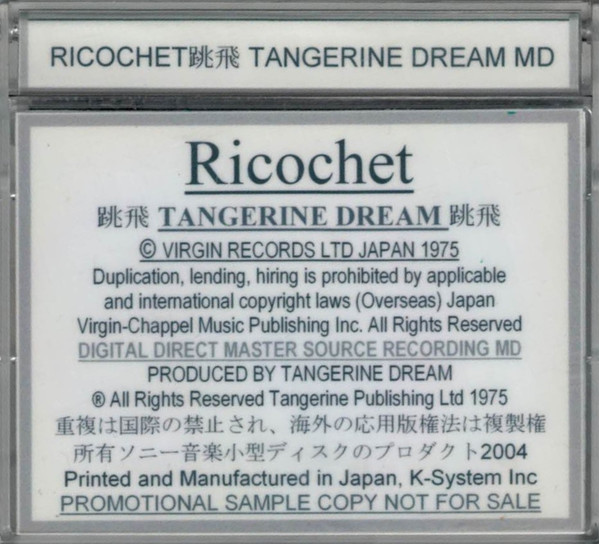 RICOCHET跳飛 TANGERINE DREAM MD
Ricochet
跳飛 TANGERINE DREAM 跳飛
© VIRGIN RECORDS LTD JAPAN 1975
Duplication, lending, hiring is prohibited by applicable
and international copyright laws (Overseas) Japan
Virgin-Chappel Music Publishing Inc. All Rights Reserved
DIGITAL DIRECT MASTER SOURCE RECORDING MD
PRODUCED BY TANGERINE DREAM
® All Rights Reserved Tangerine Publishing Ltd 1975
重複は国際の禁止され、海外の応用版権法は複製権
所有ソニー音楽小型ディスクのプロダクト2004
Printed and Manufactured in Japan, K-System Inc
PROMOTIONAL SAMPLE COPY NOT FOR SALE